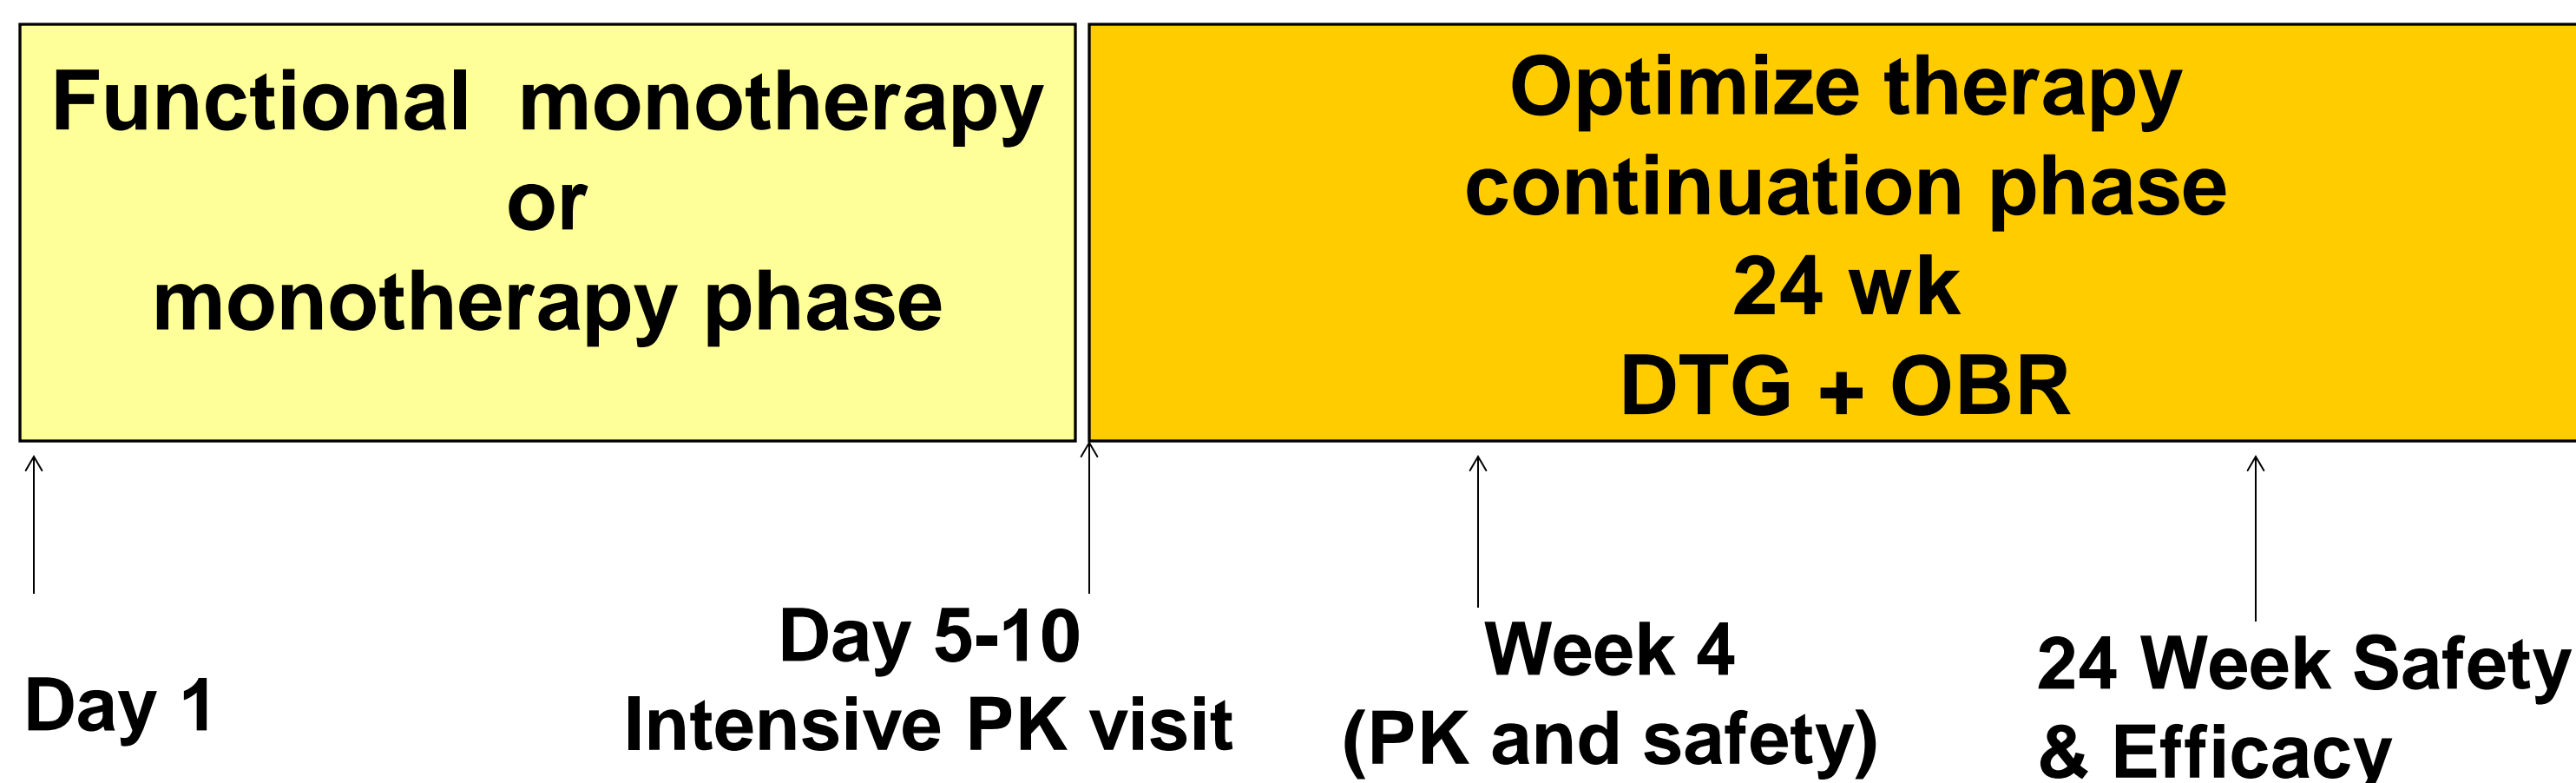 Functional monotherapy
or
monotherapy phase
Optimize therapy
continuation phase
24 wk
DTG + OBR
Day 1
Day 5-10
Intensive PK visit
Week 4
(PK and safety)
24 Week Safety
& Efficacy